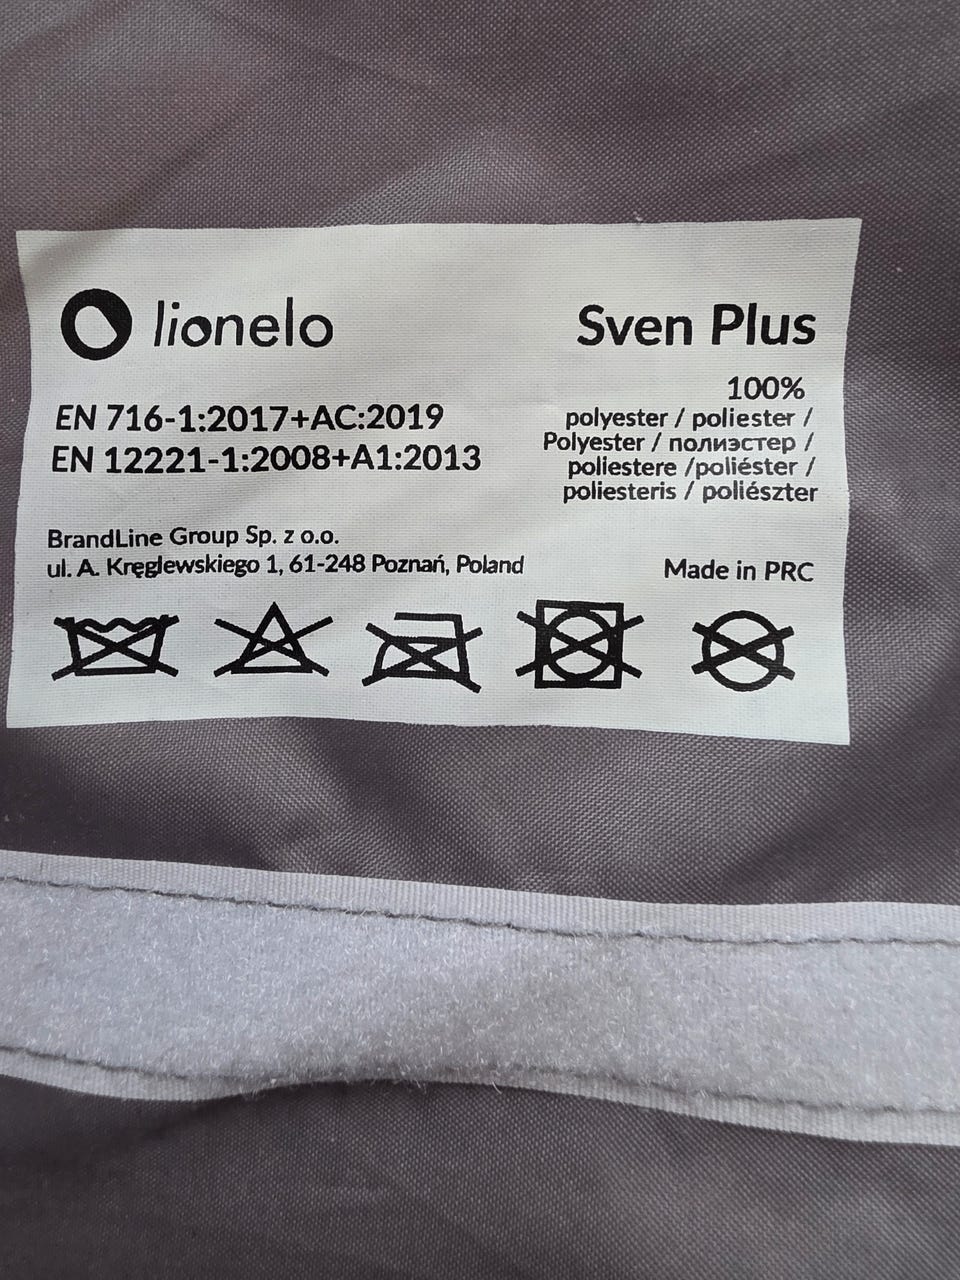 lionelo
Sven Plus
EN 716-1:2017+AC:2019
EN 12221-1:2008+A1:2013
100%
polyester / poliester /
Polyester / полиэстер /
poliestere /poliéster /
poliesteris / poliészter
BrandLine Group Sp. z o.o.
ul. A. Kręglewskiego 1, 61-248 Poznań, Poland
Made in PRC